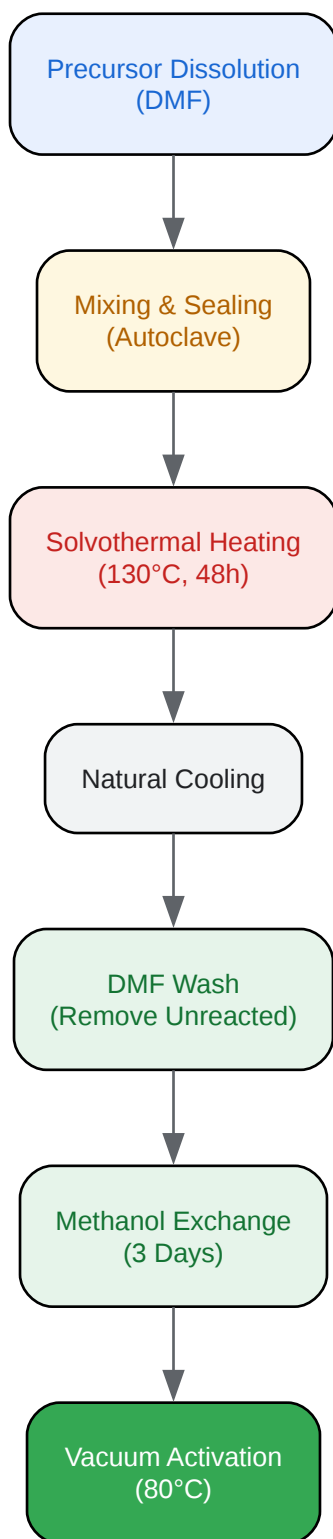 Precursor Dissolution
(DMF)
Mixing & Sealing
(Autoclave)
Solvothermal Heating
(130°C, 48h)
Natural Cooling
DMF Wash
(Remove Unreacted)
Methanol Exchange
(3 Days)
Vacuum Activation
(80°C)